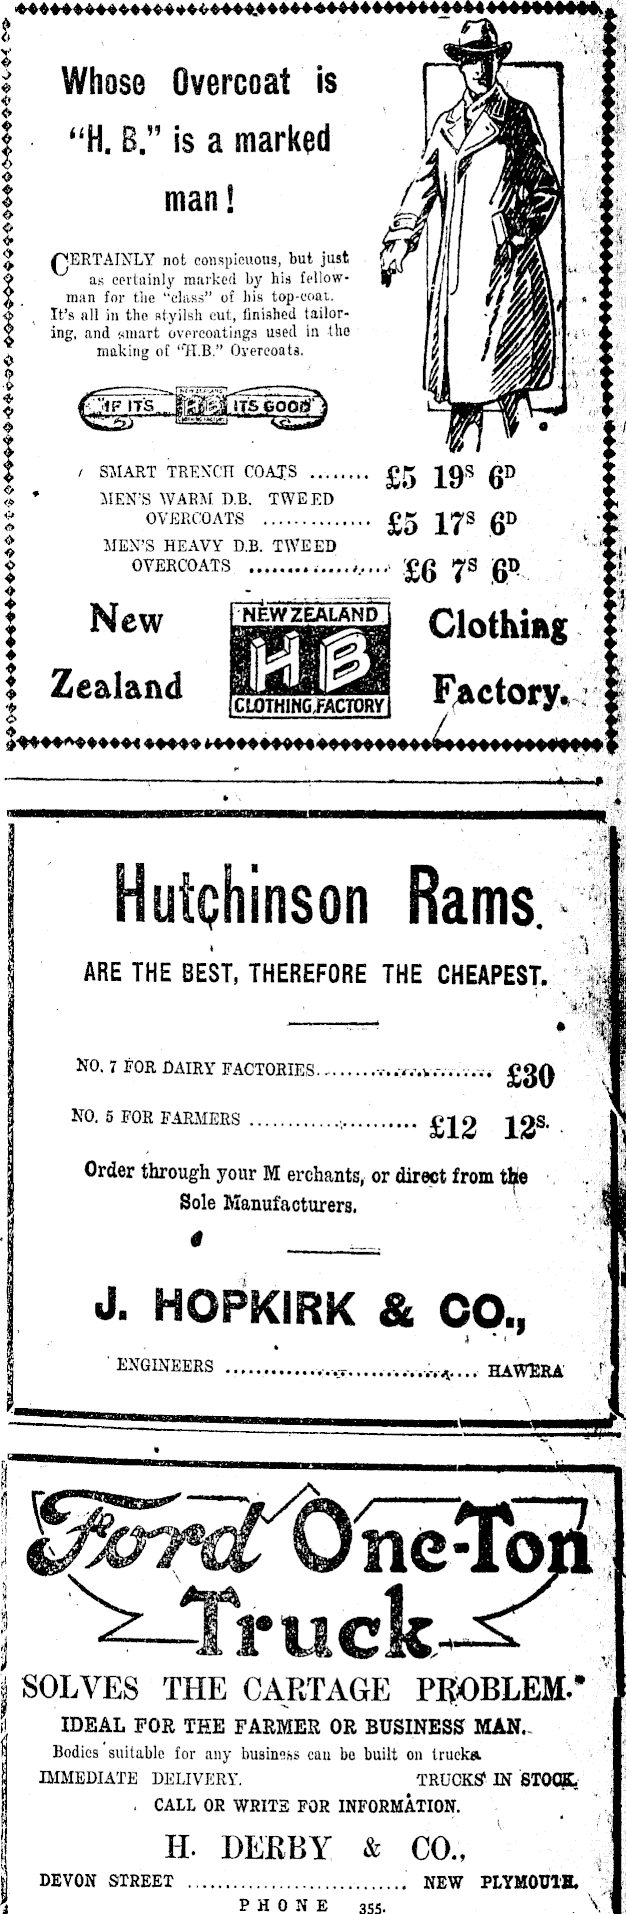 Whose Overcoat is
"H. B." is a marked
man!
CERTAINLY not conspicuous, but just
as certainly marked by his fellow-
man for the "class" of his top-coat.
It's all in the styilsh cut, finished tailor-
ing, and smart overcoatings used in the
making of "H.B." Overcoats.
"IF ITS HB ITS GOOD"
SMART TRENCH COATS ........ £5 19S 6D
MEN'S WARM D.B. TWEED
OVERCOATS .............. £5 17S 6D
MEN'S HEAVY D.B. TWEED
OVERCOATS .................. £6 7S 6D
New Zealand
NEW ZEALAND
HB
CLOTHING FACTORY
Clothing Factory.
Hutchinson Rams.
ARE THE BEST, THEREFORE THE CHEAPEST.
NO. 7 FOR DAIRY FACTORIES........................ £30
NO. 5 FOR FARMERS ........................ £12 12S.
Order through your M erchants, or direct from the
Sole Manufacturers.
J. HOPKIRK & CO.,
ENGINEERS .................................... HAWERA
Ford One-Ton
Truck
SOLVES THE CARTAGE PROBLEM.
IDEAL FOR THE FARMER OR BUSINESS MAN.
Bodies suitable for any business can be built on trucks.
IMMEDIATE DELIVERY. TRUCKS IN STOCK.
CALL OR WRITE FOR INFORMATION.
H. DERBY & CO.,
DEVON STREET ............................ NEW PLYMOUTH.
PHONE 355.